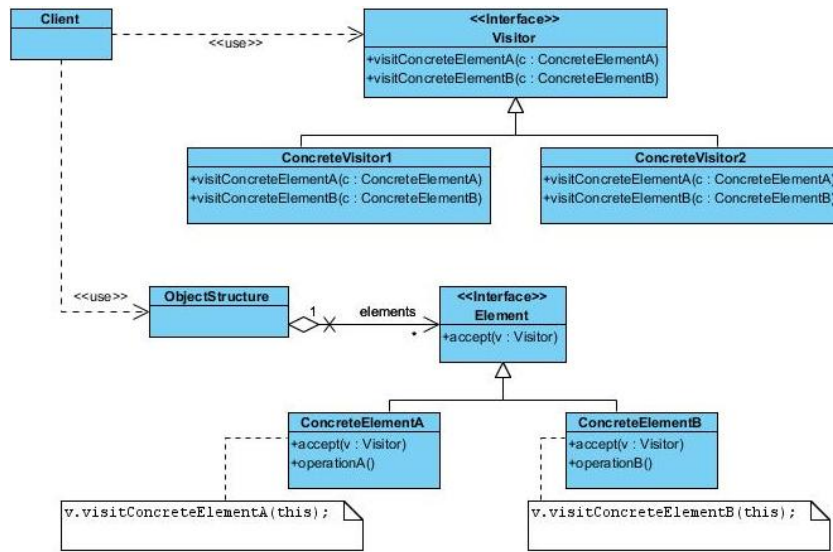 Client
<<use>>
<<Interface>>
Visitor
+visitConcreteElementA(c : ConcreteElementA)
+visitConcreteElementB(c : ConcreteElementB)
ConcreteVisitor1
+visitConcreteElementA(c : ConcreteElementA)
+visitConcreteElementB(c : ConcreteElementB)
ConcreteVisitor2
+visitConcreteElementA(c : ConcreteElementA)
+visitConcreteElementB(c : ConcreteElementB)
<<use>>
ObjectStructure
1
elements
*
<<Interface>>
Element
+accept(v : Visitor)
ConcreteElementA
+accept(v : Visitor)
+operationA()
ConcreteElementB
+accept(v : Visitor)
+operationB()
v.visitConcreteElementA(this);
v.visitConcreteElementB(this);